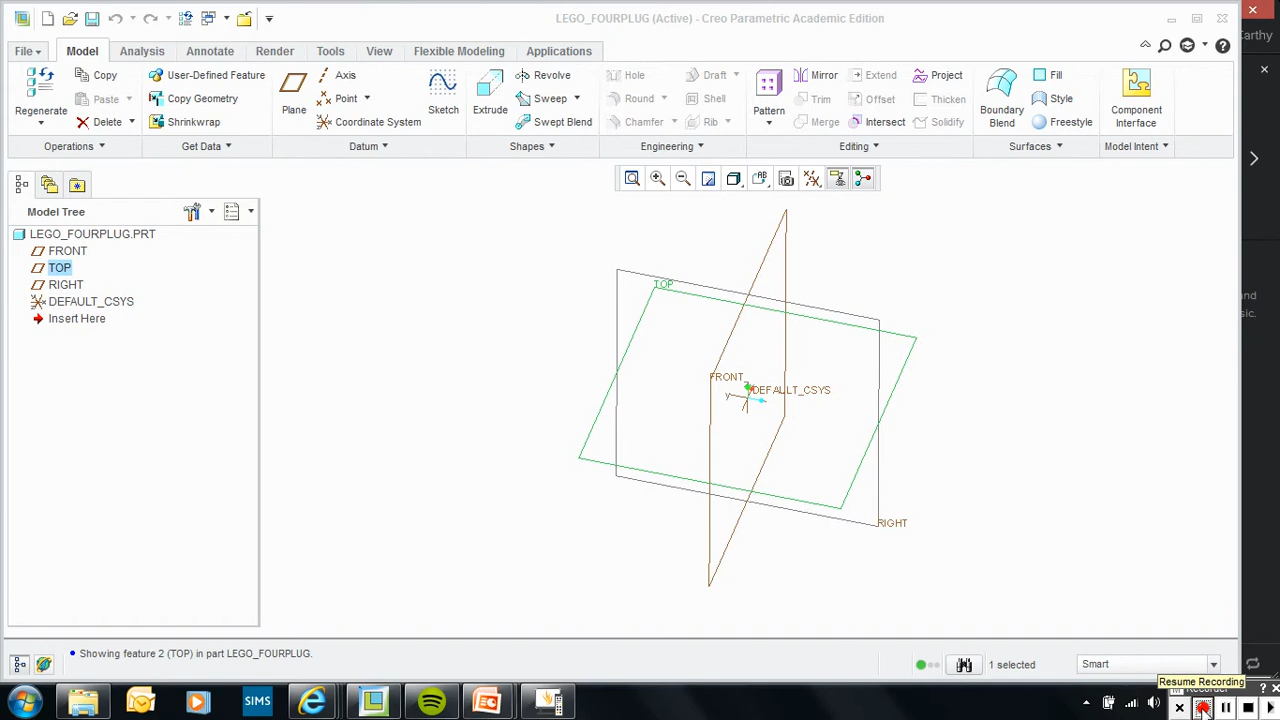 LEGO_FOURPLUG (Active) - Creo Parametric Academic Edition
File Model Analysis Annotate Render Tools View Flexible Modeling Applications
Regenerate Copy Paste Delete
User-Defined Feature Copy Geometry Shrinkwrap
Plane Axis Point Coordinate System Sketch
Extrude Revolve Sweep Swept Blend
Hole Round Chamfer Draft Shell Rib
Pattern Mirror Trim Merge Extend Offset Intersect Project Thicken Solidify
Boundary Blend Fill Style Freestyle
Component Interface
Operations Get Data Datum Shapes Engineering Editing Surfaces Model Intent
Model Tree
LEGO_FOURPLUG.PRT
FRONT
TOP
RIGHT
DEFAULT_CSYS
Insert Here
TOP
FRONT
DEFAULT_CSYS
y
RIGHT
Showing feature 2 (TOP) in part LEGO_FOURPLUG.
1 selected
Smart
Resume Recording
Recorder
SIMS
Carthy
nd
sic.